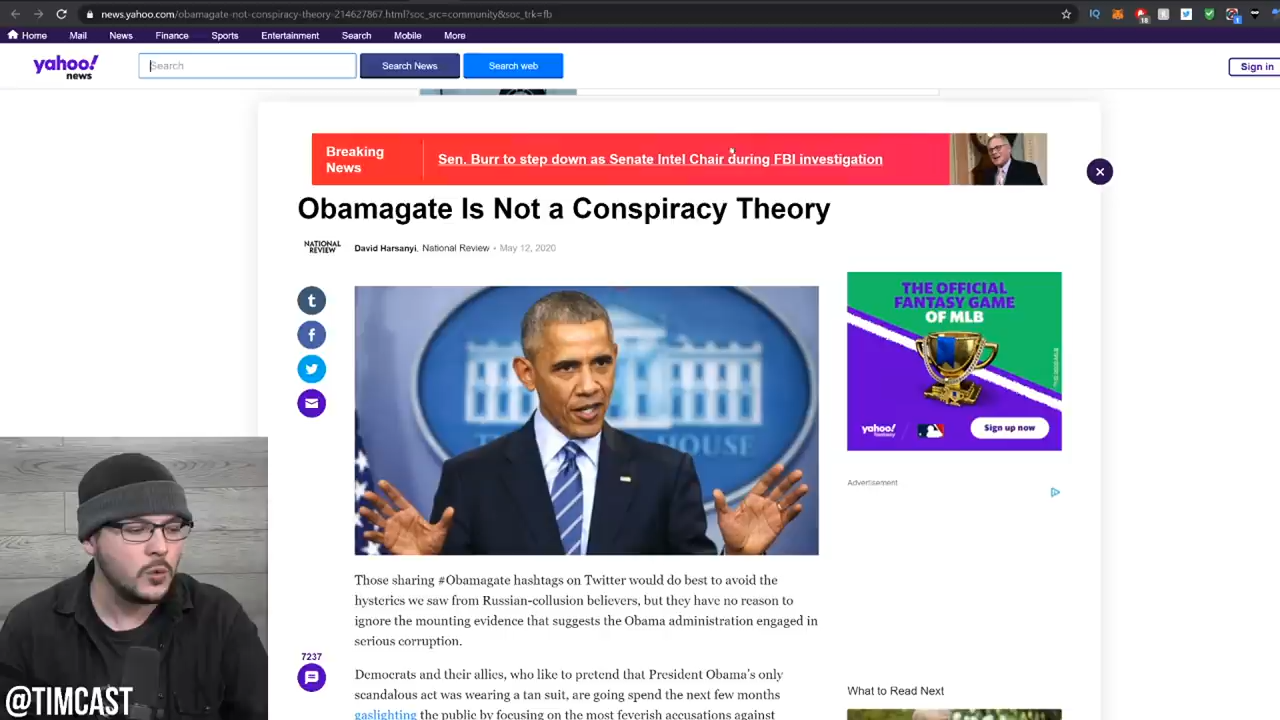 news.yahoo.com/obamagate-not-conspiracy-theory-214627867.html?soc_src=community&soc_trk=fb
Home Mail News Finance Sports Entertainment Search Mobile More
yahoo!
news
Search
Search News
Search web
Sign in
Breaking
News
Sen. Burr to step down as Senate Intel Chair during FBI investigation
Obamagate Is Not a Conspiracy Theory
NATIONAL
REVIEW
David Harsanyi, National Review • May 12, 2020
THE OFFICIAL
FANTASY GAME
OF MLB
yahoo!
fantasy
MLB
Sign up now
Advertisement
THE WHITE HOUSE
Those sharing #Obamagate hashtags on Twitter would do best to avoid the
hysterics we saw from Russian-collusion believers, but they have no reason to
ignore the mounting evidence that suggests the Obama administration engaged in
serious corruption.
7237
Democrats and their allies, who like to pretend that President Obama's only
scandalous act was wearing a tan suit, are going spend the next few months
gaslighting the public by focusing on the most feverish accusations against
What to Read Next
@TIMCAST